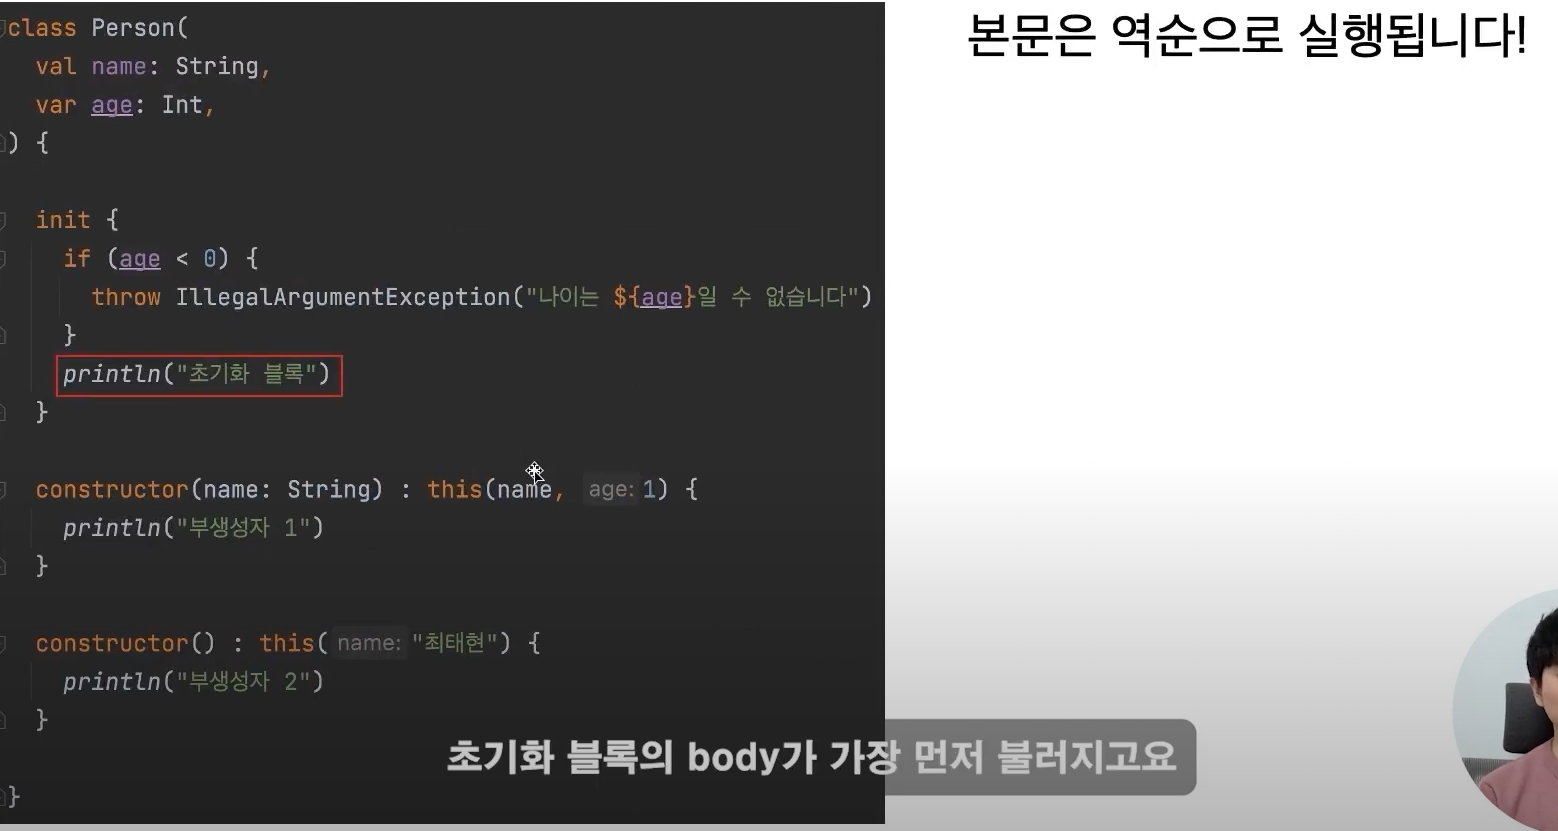 class Person(
val name: String,
var age: Int,
) {
init {
if (age < 0) {
throw IllegalArgumentException("나이는 ${age}일 수 없습니다")
}
println("초기화 블록")
}
constructor(name: String) : this(name, age: 1) {
println("부생성자 1")
}
constructor() : this( name: "최태현") {
println("부생성자 2")
}
}
본문은 역순으로 실행됩니다!
초기화 블록의 body가 가장 먼저 불러지고요